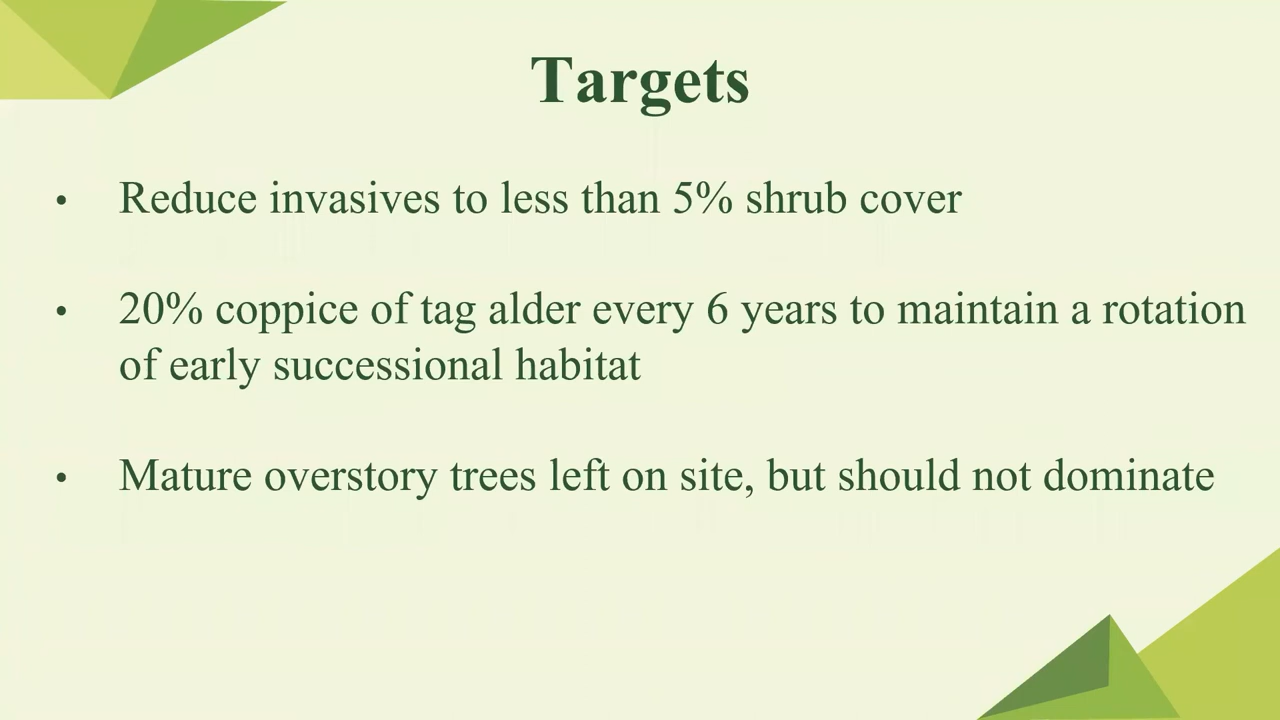 Targets
• Reduce invasives to less than 5% shrub cover
• 20% coppice of tag alder every 6 years to maintain a rotation
of early successional habitat
• Mature overstory trees left on site, but should not dominate